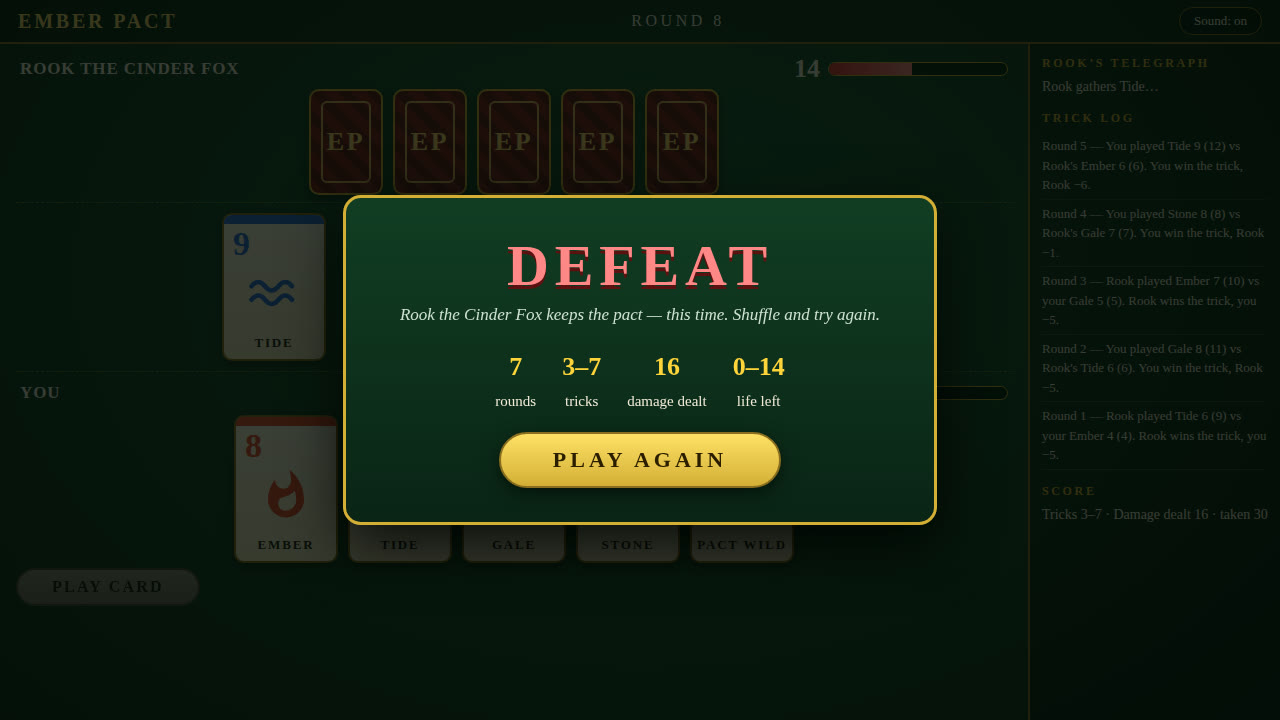 EMBER PACT
ROUND 8
Sound: on
ROOK THE CINDER FOX
14
EP
EP
EP
EP
EP
9
TIDE
YOU
8
EMBER
TIDE
GALE
STONE
PACT WILD
PLAY CARD
DEFEAT
Rook the Cinder Fox keeps the pact — this time. Shuffle and try again.
7
3–7
16
0–14
rounds
tricks
damage dealt
life left
PLAY AGAIN
ROOK'S TELEGRAPH
Rook gathers Tide…
TRICK LOG
Round 5 — You played Tide 9 (12) vs
Rook's Ember 6 (6). You win the trick,
Rook −6.
Round 4 — You played Stone 8 (8) vs
Rook's Gale 7 (7). You win the trick, Rook
−1.
Round 3 — Rook played Ember 7 (10) vs
your Gale 5 (5). Rook wins the trick, you
−5.
Round 2 — You played Gale 8 (11) vs
Rook's Tide 6 (6). You win the trick, Rook
−5.
Round 1 — Rook played Tide 6 (9) vs
your Ember 4 (4). Rook wins the trick, you
−5.
SCORE
Tricks 3–7 · Damage dealt 16 · taken 30